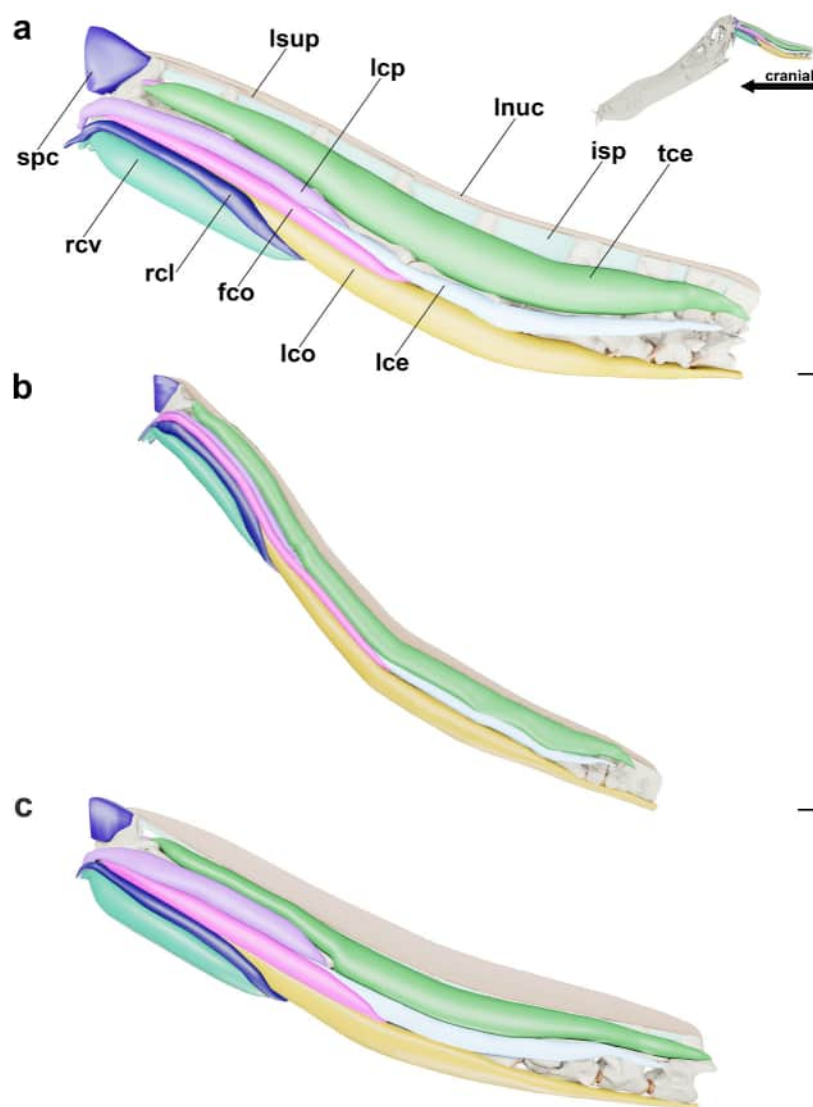 a
lsup
lcp
lnuc
cranial
isp
tce
spc
rcv
rcl
fco
lco
lce
b
c